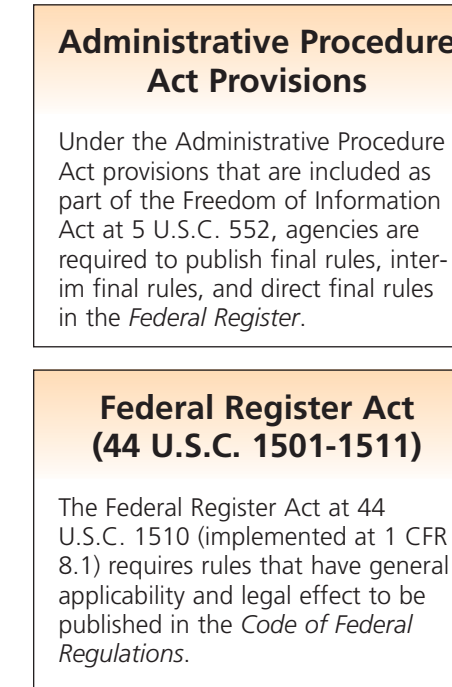 Administrative Procedure
Act Provisions
Under the Administrative Procedure
Act provisions that are included as
part of the Freedom of Information
Act at 5 U.S.C. 552, agencies are
required to publish final rules, inter-
im final rules, and direct final rules
in the Federal Register.
Federal Register Act
(44 U.S.C. 1501-1511)
The Federal Register Act at 44
U.S.C. 1510 (implemented at 1 CFR
8.1) requires rules that have general
applicability and legal effect to be
published in the Code of Federal
Regulations.